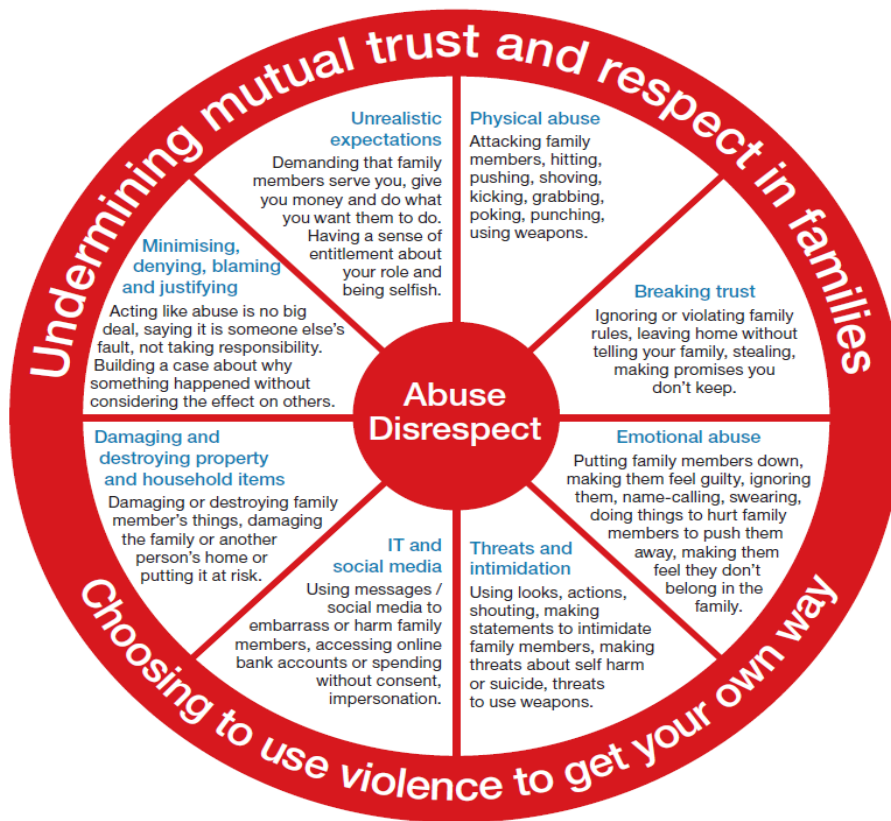 Undermining mutual trust and respect in families
Unrealistic
expectations
Demanding that family
members serve you, give
you money and do what
you want them to do.
Having a sense of
entitlement about
your role and
being selfish.
Physical abuse
Attacking family
members, hitting,
pushing, shoving,
kicking, grabbing,
poking, punching,
using weapons.
Minimising,
denying, blaming
and justifying
Acting like abuse is no big
deal, saying it is someone else's
fault, not taking responsibility.
Building a case about why
something happened without
considering the effect on others.
Breaking trust
Ignoring or violating family
rules, leaving home without
telling your family, stealing,
making promises you
don't keep.
Abuse
Disrespect
Damaging and
destroying property
and household items
Damaging or destroying family
member's things, damaging
the family or another
person's home or
putting it at risk.
Emotional abuse
Putting family members down,
making them feel guilty, ignoring
them, name-calling, swearing,
doing things to hurt family
members to push them
away, making them
feel they don't
belong in the
family.
IT and
social media
Using messages /
social media to
embarrass or harm family
members, accessing online
bank accounts or spending
without consent,
impersonation.
Threats and
intimidation
Using looks, actions,
shouting, making
statements to intimidate
family members, making
threats about self harm
or suicide, threats
to use weapons.
Choosing to use violence to get your own way